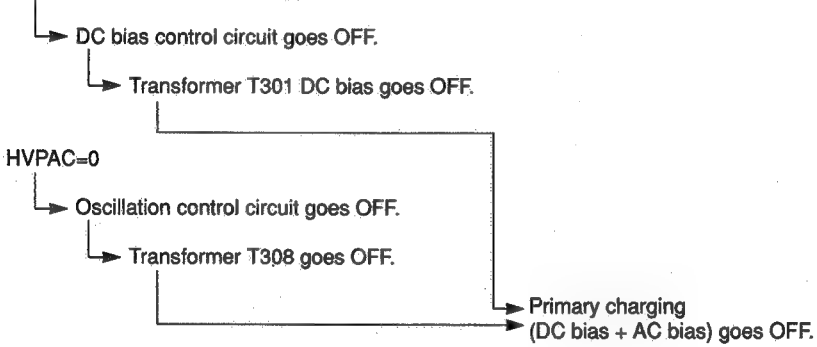 DC bias control circuit goes OFF.
Transformer T301 DC bias goes OFF.
HVPAC=0
Oscillation control circuit goes OFF.
Transformer T308 goes OFF.
Primary charging
(DC bias + AC bias) goes OFF.